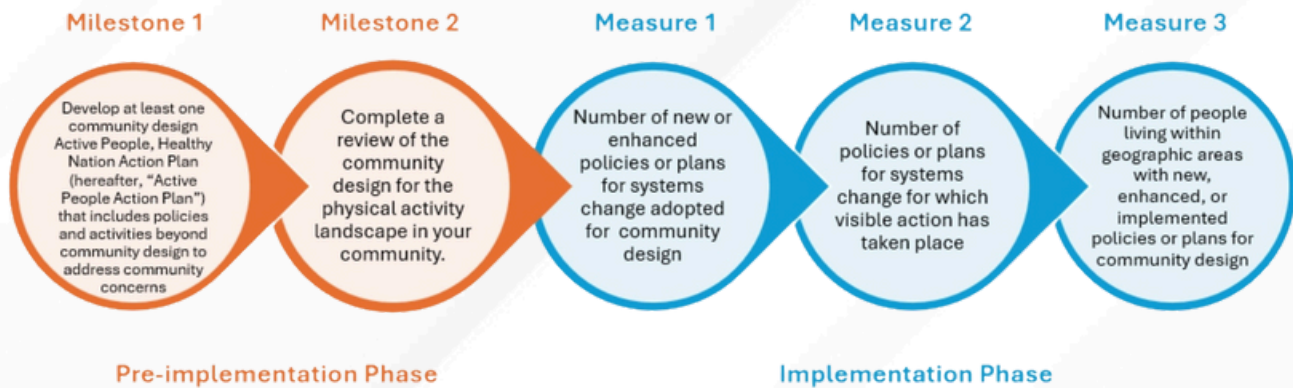 Milestone 1
Milestone 2
Measure 1
Measure 2
Measure 3
Develop at least one
community design
Active People, Healthy
Nation Action Plan
(hereafter, “Active
People Action Plan”)
that includes policies
and activities beyond
community design to
address community
concerns
Complete a
review of the
community
design for the
physical activity
landscape in your
community.
Number of new or
enhanced
policies or plans
for systems
change adopted
for community
design
Number of
policies or plans
for systems
change for which
visible action has
taken place
Number of people
living within
geographic areas
with new,
enhanced, or
implemented
policies or plans for
community design
Pre-implementation Phase
Implementation Phase